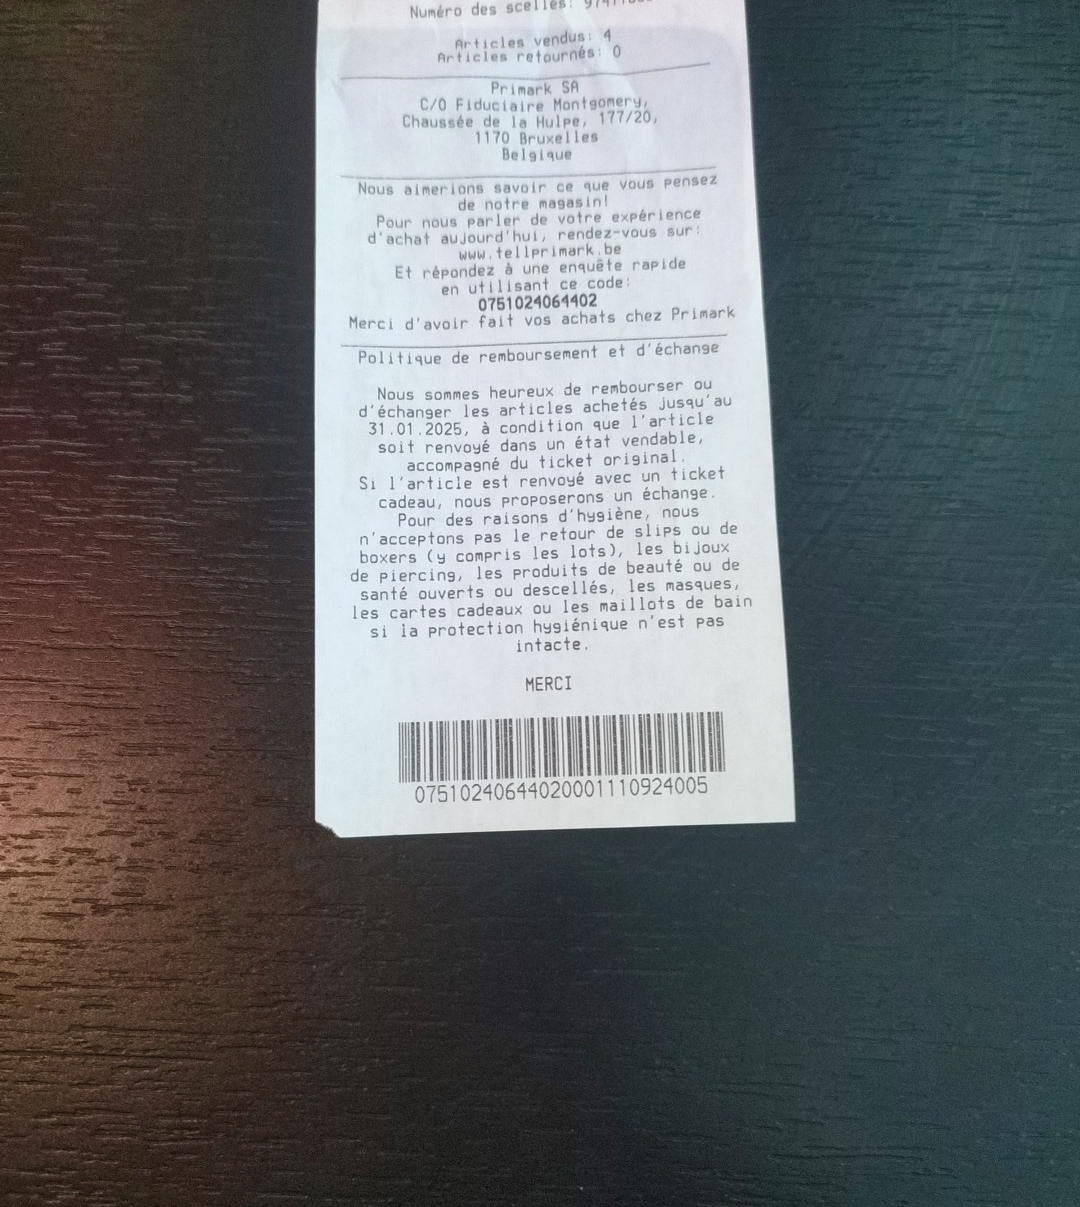 Numéro des scellés:
Articles vendus: 4
Articles retournés: 0
Primark SA
C/O Fiduciaire Montgomery,
Chaussée de la Hulpe, 177/20,
1170 Bruxelles
Belgique
Nous aimerions savoir ce que vous pensez
de notre magasin!
Pour nous parler de votre expérience
d'achat aujourd'hui, rendez-vous sur:
www.tellprimark.be
Et répondez à une enquête rapide
en utilisant ce code:
0751024064402
Merci d'avoir fait vos achats chez Primark
Politique de remboursement et d'échange
Nous sommes heureux de rembourser ou
d'échanger les articles achetés jusqu'au
31.01.2025, à condition que l'article
soit renvoyé dans un état vendable,
accompagné du ticket original.
Si l'article est renvoyé avec un ticket
cadeau, nous proposerons un échange.
Pour des raisons d'hygiène, nous
n'acceptons pas le retour de slips ou de
boxers (y compris les lots), les bijoux
de piercing, les produits de beauté ou de
santé ouverts ou descellés, les masques,
les cartes cadeaux ou les maillots de bain
si la protection hygiénique n'est pas
intacte.
MERCI
07510240644020001110924005